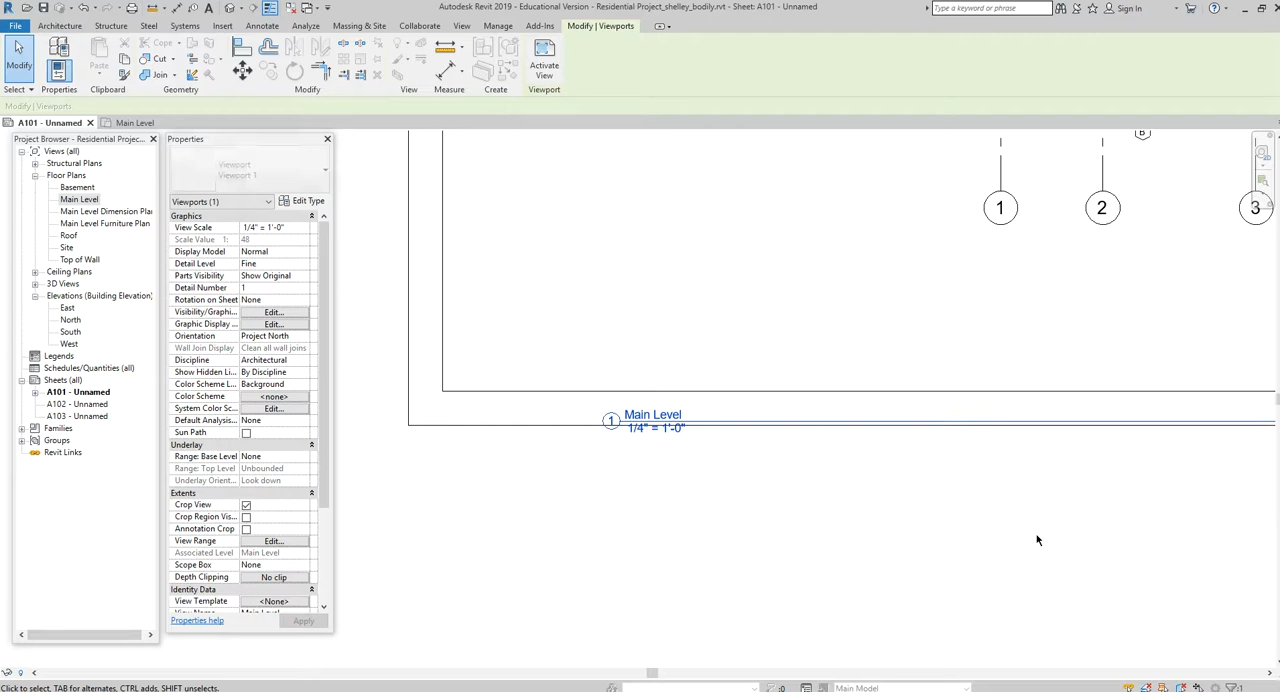 Autodesk Revit 2019 - Educational Version - Residential Project_shelley_bodily.rvt - Sheet: A101 - Unnamed
Type a keyword or phrase
Sign In
File Architecture Structure Steel Systems Insert Annotate Analyze Massing & Site Collaborate View Manage Add-Ins Modify | Viewports
Modify
Paste
Cope
Cut
Join
Activate
View
Select Properties Clipboard Geometry Modify View Measure Create Viewport
Modify | Viewports
A101 - Unnamed
Main Level
Project Browser - Residential Projec...
Views (all)
Structural Plans
Floor Plans
Basement
Main Level
Main Level Dimension Pla
Main Level Furniture Plan
Roof
Site
Top of Wall
Ceiling Plans
3D Views
Elevations (Building Elevation)
East
North
South
West
Legends
Schedules/Quantities (all)
Sheets (all)
A101 - Unnamed
A102 - Unnamed
A103 - Unnamed
Families
Groups
Revit Links
Properties
Viewport
Viewport 1
Viewports (1)
Edit Type
Graphics
View Scale 1/4" = 1'-0"
Scale Value 1: 48
Display Model Normal
Detail Level Fine
Parts Visibility Show Original
Detail Number 1
Rotation on Sheet None
Visibility/Graphi... Edit...
Graphic Display ... Edit...
Orientation Project North
Wall Join Display Clean all wall joins
Discipline Architectural
Show Hidden Li... By Discipline
Color Scheme L... Background
Color Scheme <none>
System Color Sc... Edit...
Default Analysis... None
Sun Path
Underlay
Range: Base Level None
Range: Top Level Unbounded
Underlay Orient... Look down
Extents
Crop View
Crop Region Vis...
Annotation Crop
View Range Edit...
Associated Level Main Level
Scope Box None
Depth Clipping No clip
Identity Data
View Template <None>
Properties help
Apply
B
1
2
3
1
Main Level
1/4" = 1'-0"
Click to select, TAB for alternates, CTRL adds, SHIFT unselects.
:0
Main Model
:1